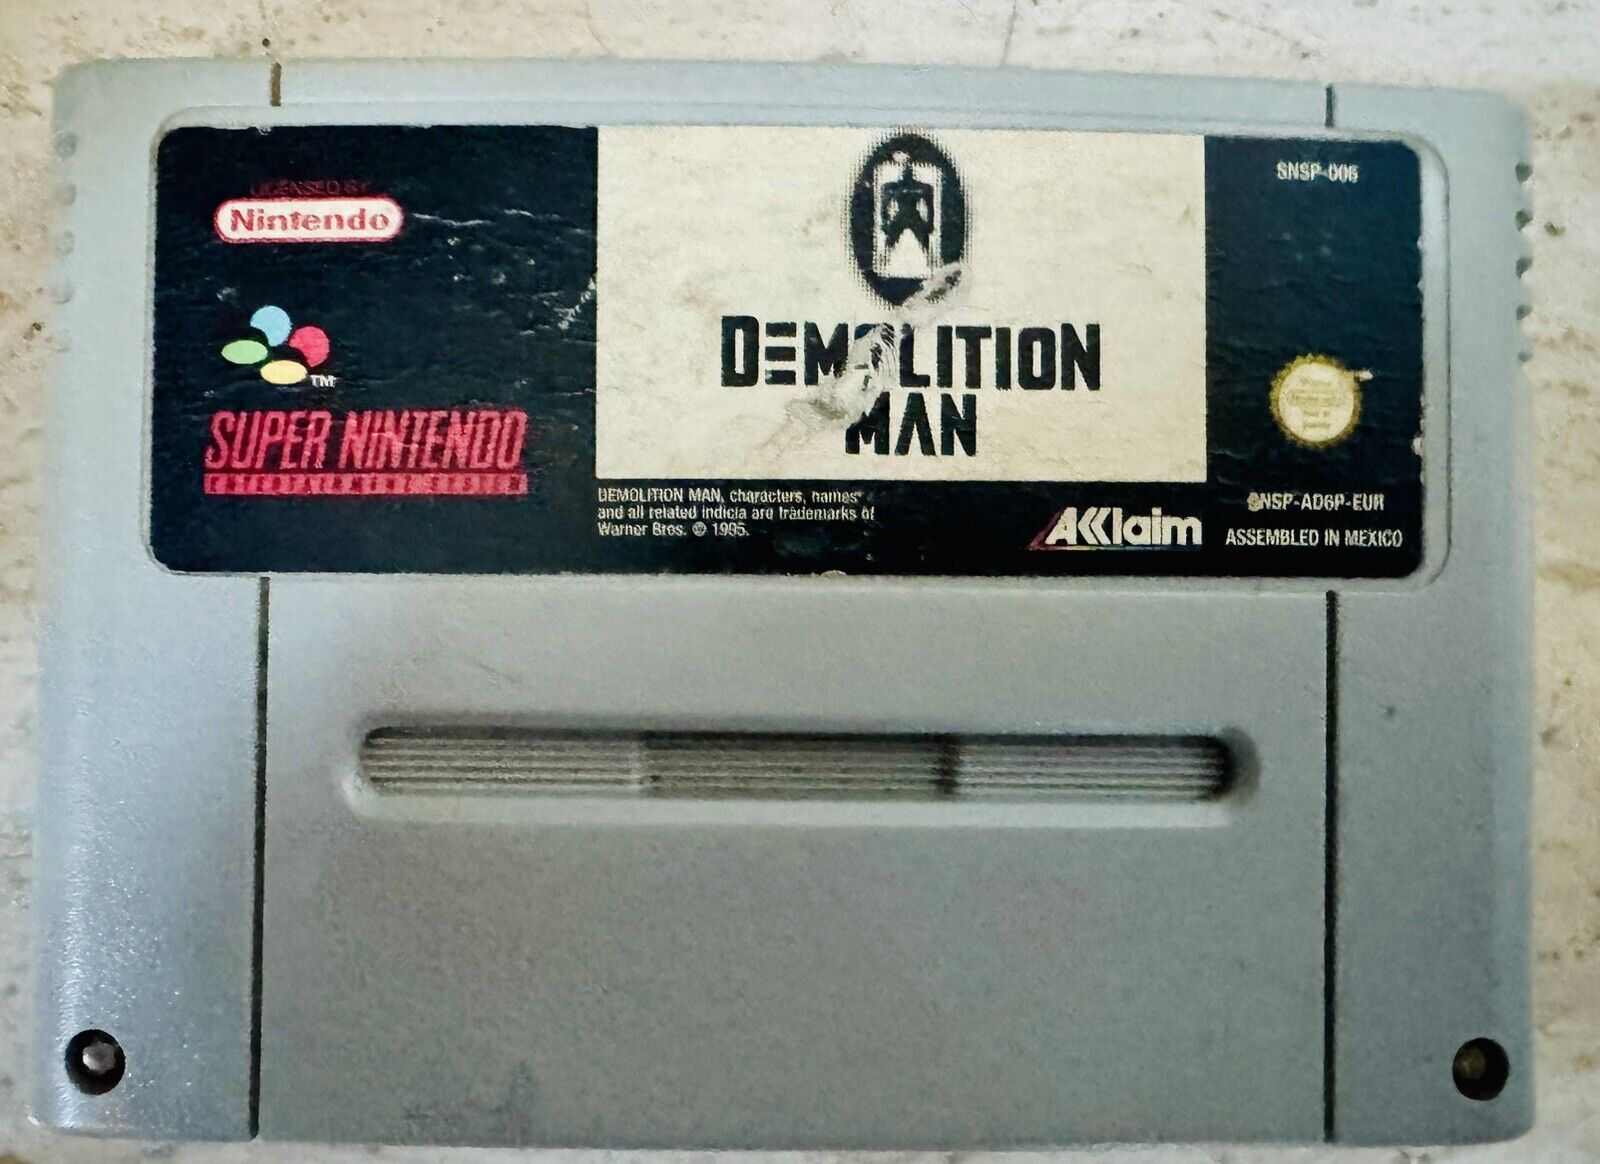 LICENSED BY
Nintendo
TM
SUPER NINTENDO
ENTERTAINMENT SYSTEM
DEMOLITION
MAN
DEMOLITION MAN, characters, names
and all related indicia are trademarks of
Warner Bros. © 1995.
AKKlaim
SNSP-006
SNSP-AD6P-EUR
ASSEMBLED IN MEXICO